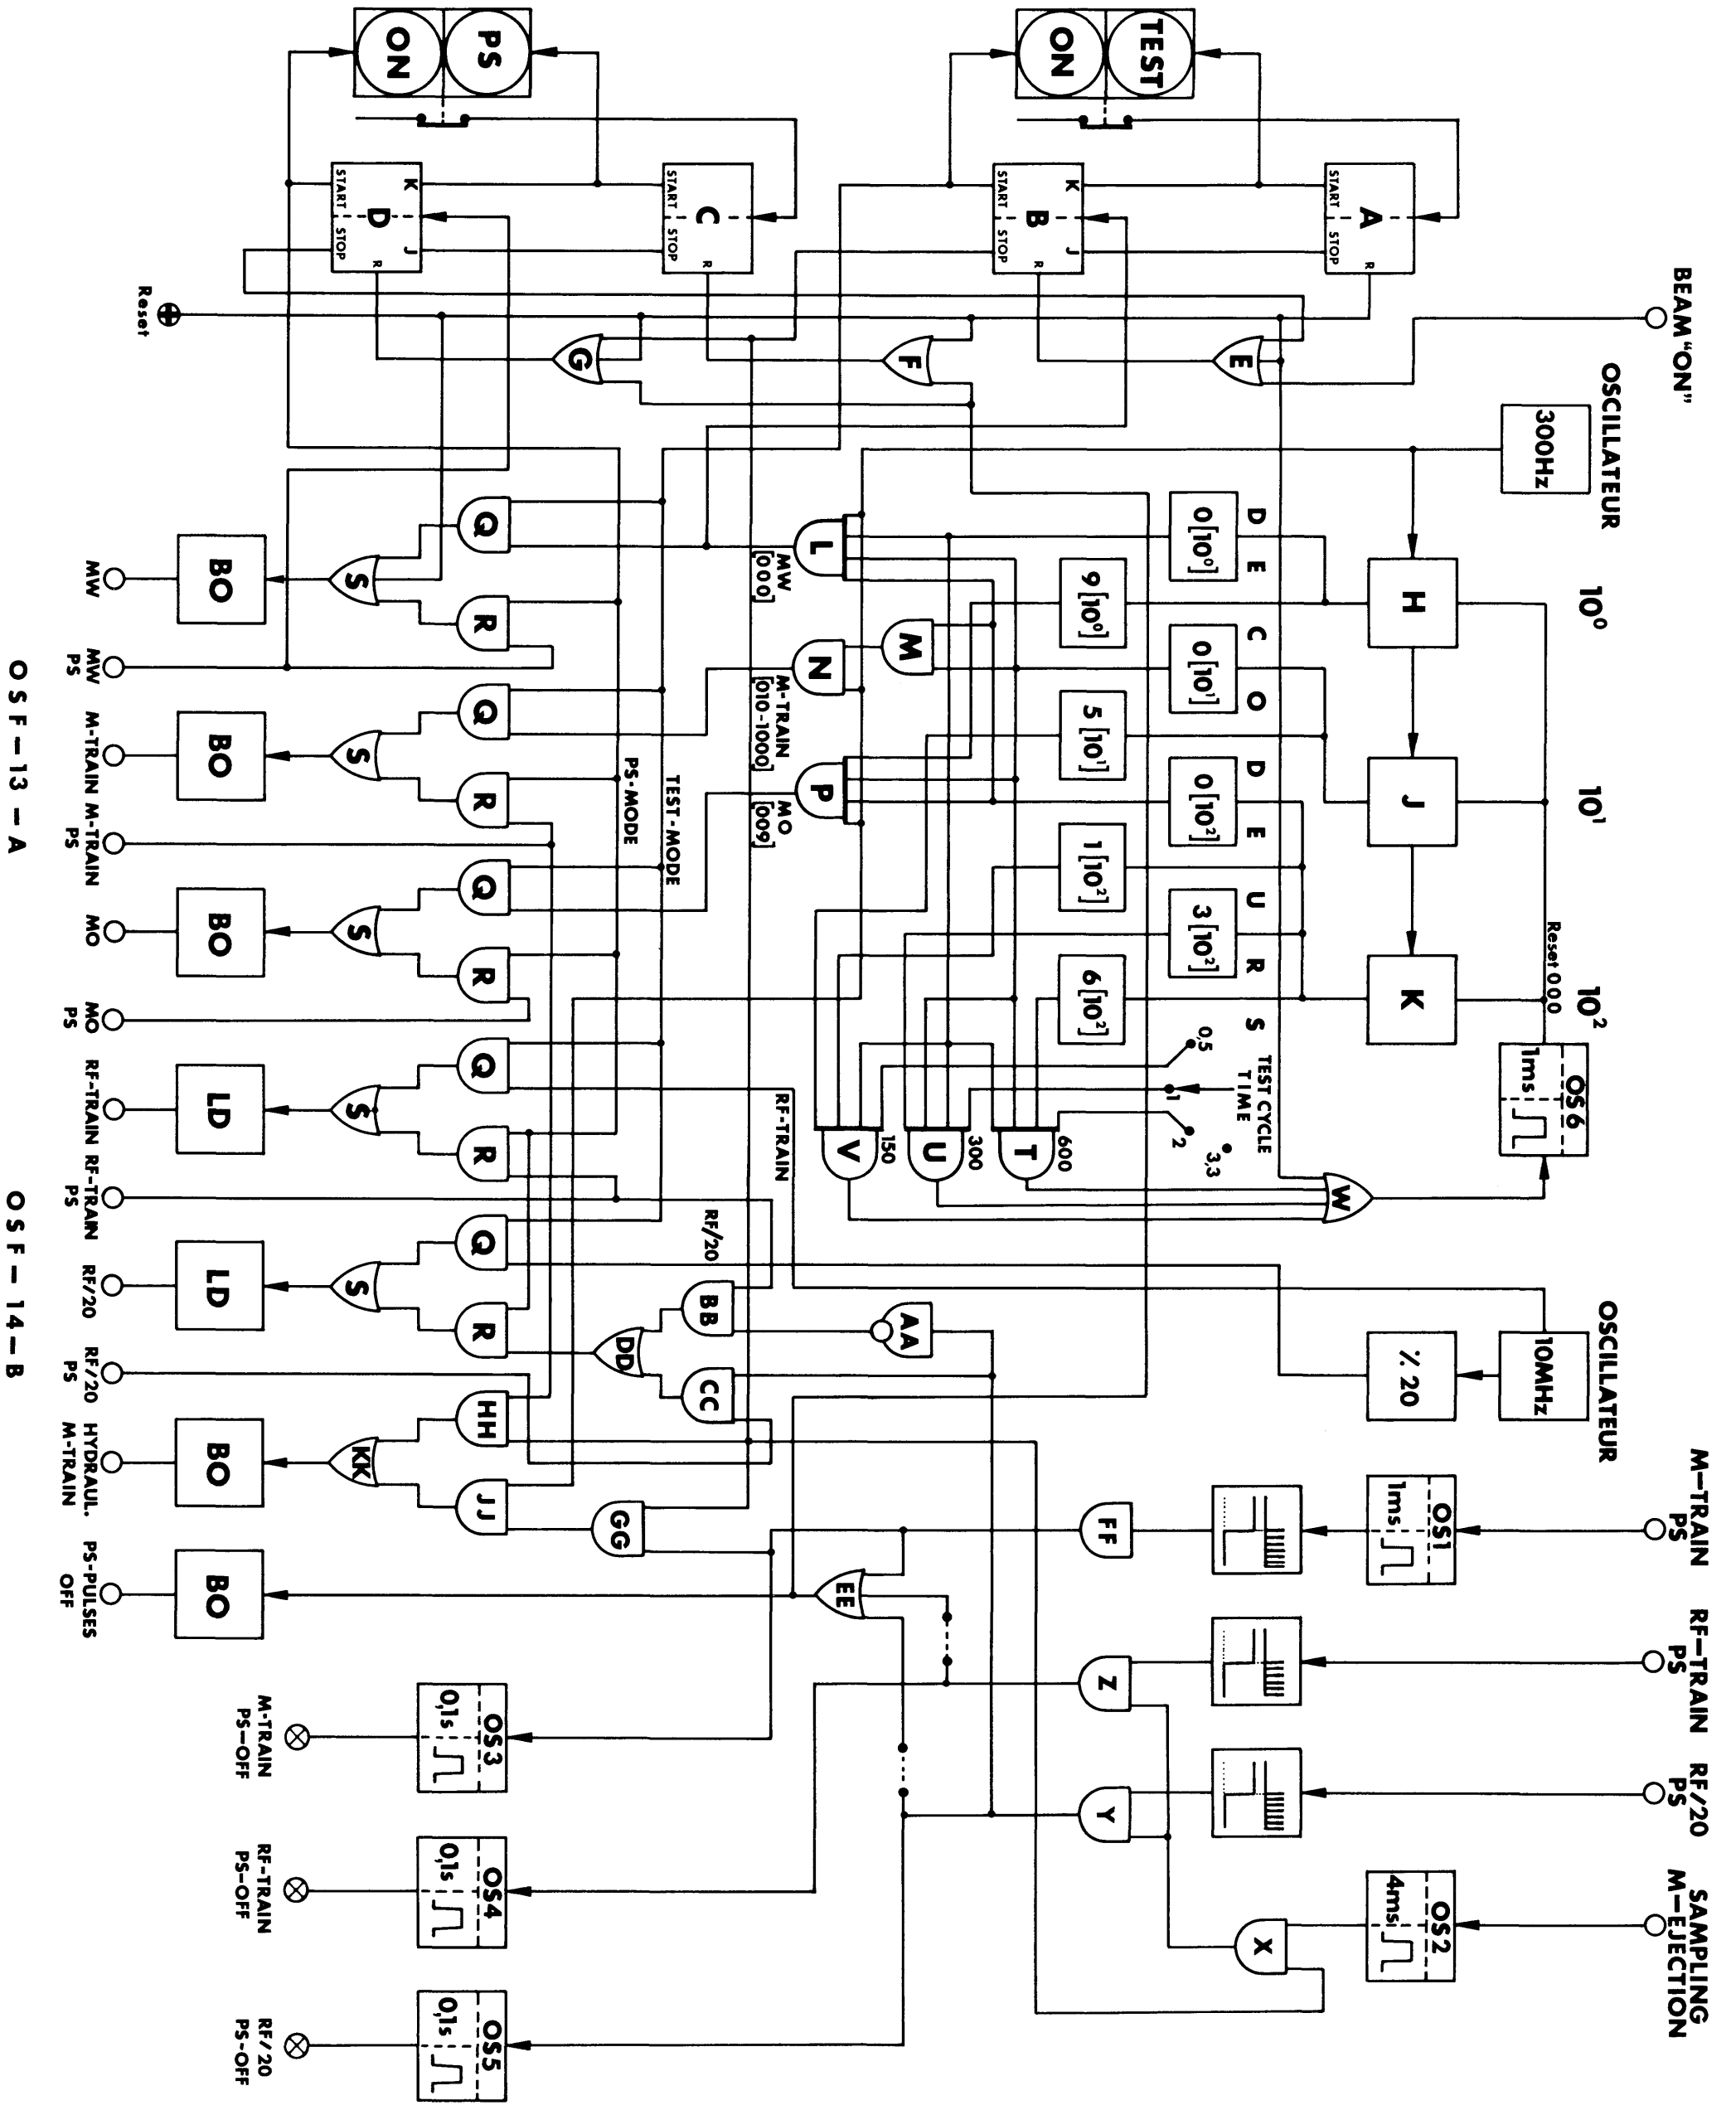 BEAM "ON"
M-TRAIN
PS
RF-TRAIN
PS
RF/20
PS
SAMPLING
M-EJECTION
OSCILLATEUR
300Hz
10⁰
10¹
10²
Reset 000
OS6
1ms
OSCILLATEUR
10MHz
% 20
OS1
1ms
OS2
4ms
H
J
K
W
X
DECODEURS
0[10⁰]
0[10¹]
0[10²]
3[10²]
9[10⁰]
5[10¹]
1[10²]
6[10²]
TEST CYCLE
TIME
0,5
1
2
3,3
600
300
150
T
U
V
TEST
ON
A
START
STOP
R
B
K
J
START
STOP
R
E
PS
ON
C
START
STOP
R
D
K
J
START
STOP
R
F
G
Reset
L
M
N
P
MW
[000]
M-TRAIN
[010-1000]
MO
[009]
RF-TRAIN
RF/20
TEST-MODE
PS-MODE
AA
BB
CC
DD
FF
Z
Y
EE
GG
HH
JJ
KK
Q
R
S
Q
R
S
Q
R
S
Q
R
S
Q
R
S
BO
BO
BO
LD
LD
BO
BO
OS3
0,1s
OS4
0,1s
OS5
0,1s
MW
MW
PS
M-TRAIN
M-TRAIN
PS
MO
MO
PS
RF-TRAIN
RF-TRAIN
PS
RF/20
RF/20
PS
HYDRAUL.
M-TRAIN
PS-PULSES
OFF
M-TRAIN
PS-OFF
RF-TRAIN
PS-OFF
RF/20
PS-OFF
OSF-13-A
OSF-14-B